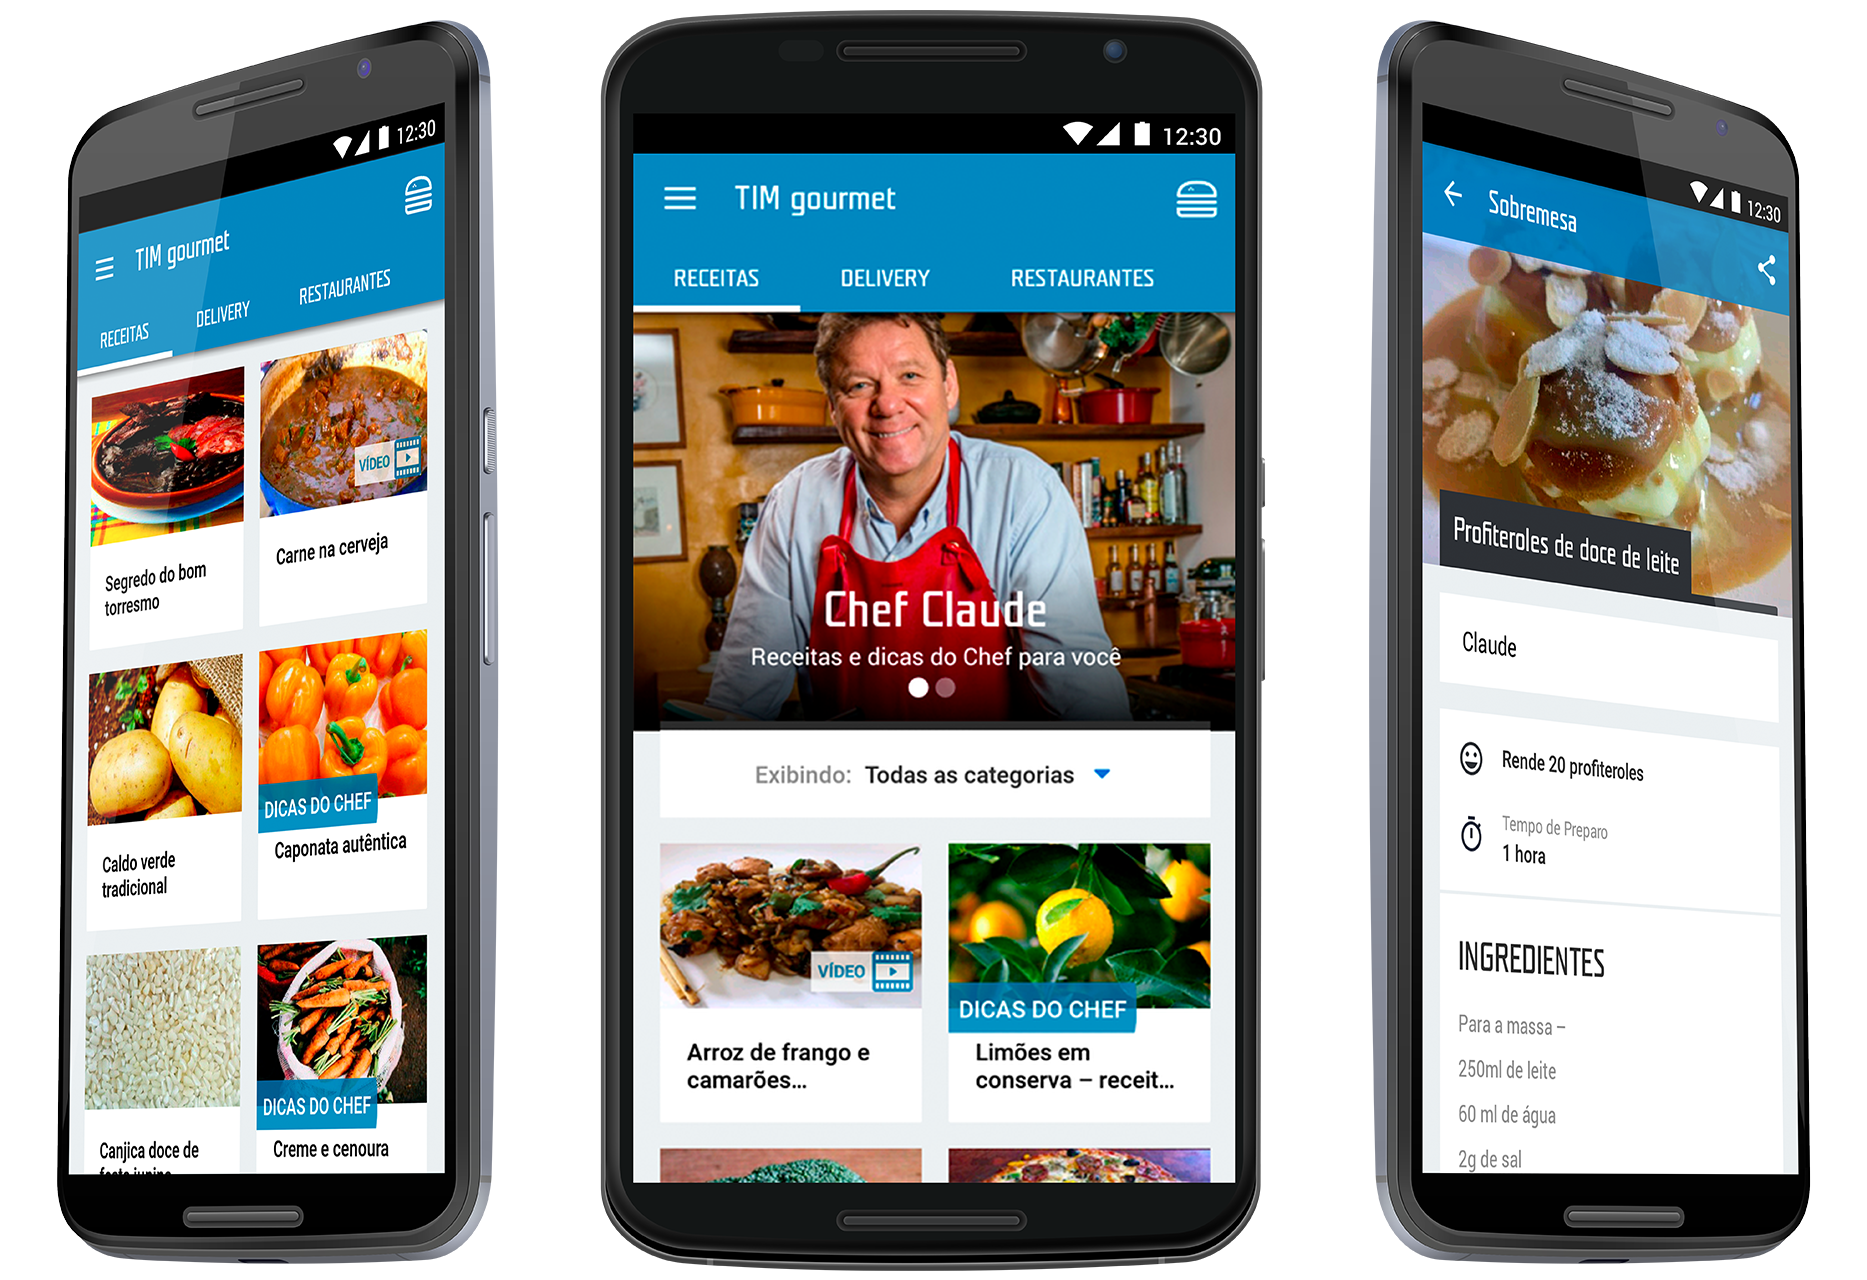 12:30
TIM gourmet
RECEITAS
DELIVERY
RESTAURANTES
VÍDEO
Segredo do bom
torresmo
Carne na cerveja
DICAS DO CHEF
Caldo verde
tradicional
Caponata autêntica
DICAS DO CHEF
Canjica doce de
Creme e cenoura
12:30
TIM gourmet
RECEITAS
DELIVERY
RESTAURANTES
Chef Claude
Receitas e dicas do Chef para você
Exibindo: Todas as categorias
VÍDEO
DICAS DO CHEF
Arroz de frango e
camarões...
Limões em
conserva – receit...
12:30
Sobremesa
Profiteroles de doce de leite
Claude
Rende 20 profiteroles
Tempo de Preparo
1 hora
INGREDIENTES
Para a massa –
250ml de leite
60 ml de água
2g de sal